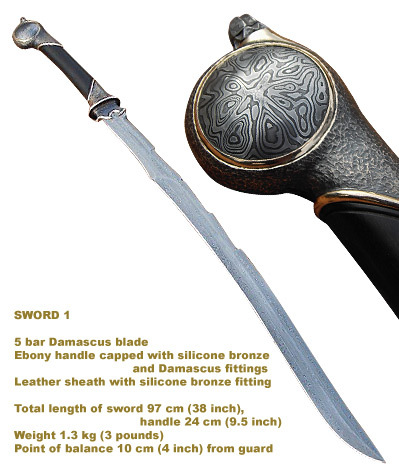 SWORD 1
5 bar Damascus blade
Ebony handle capped with silicone bronze
and Damascus fittings
Leather sheath with silicone bronze fitting
Total length of sword 97 cm (38 inch),
handle 24 cm (9.5 inch)
Weight 1.3 kg (3 pounds)
Point of balance 10 cm (4 inch) from guard